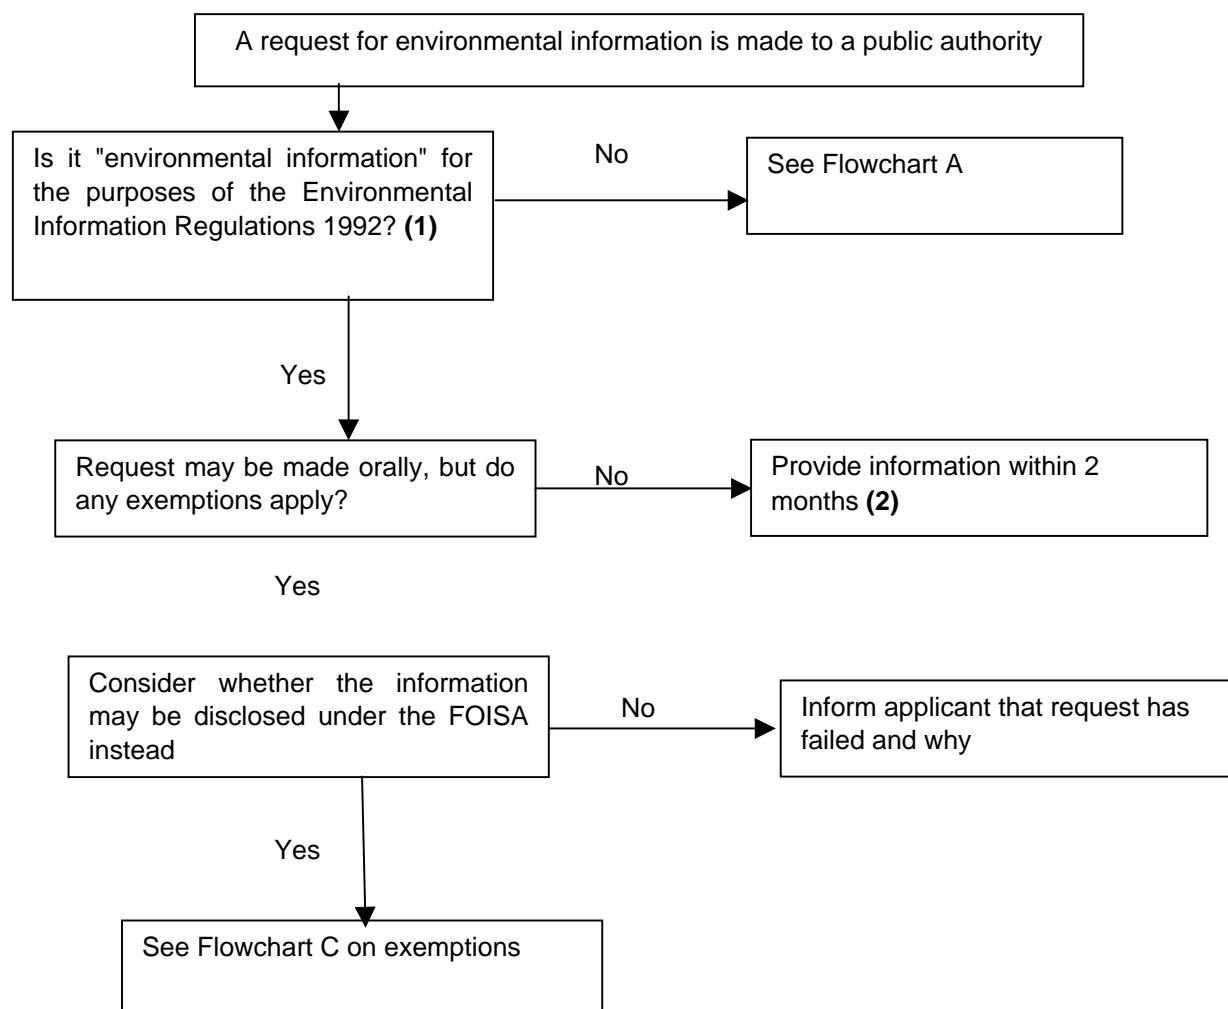 A request for environmental information is made to a public authority
Is it "environmental information" for
the purposes of the Environmental
Information Regulations 1992? (1)
No
See Flowchart A
Yes
Request may be made orally, but do
any exemptions apply?
No
Provide information within 2
months (2)
Yes
Consider whether the information
may be disclosed under the FOISA
instead
No
Inform applicant that request has
failed and why
Yes
See Flowchart C on exemptions